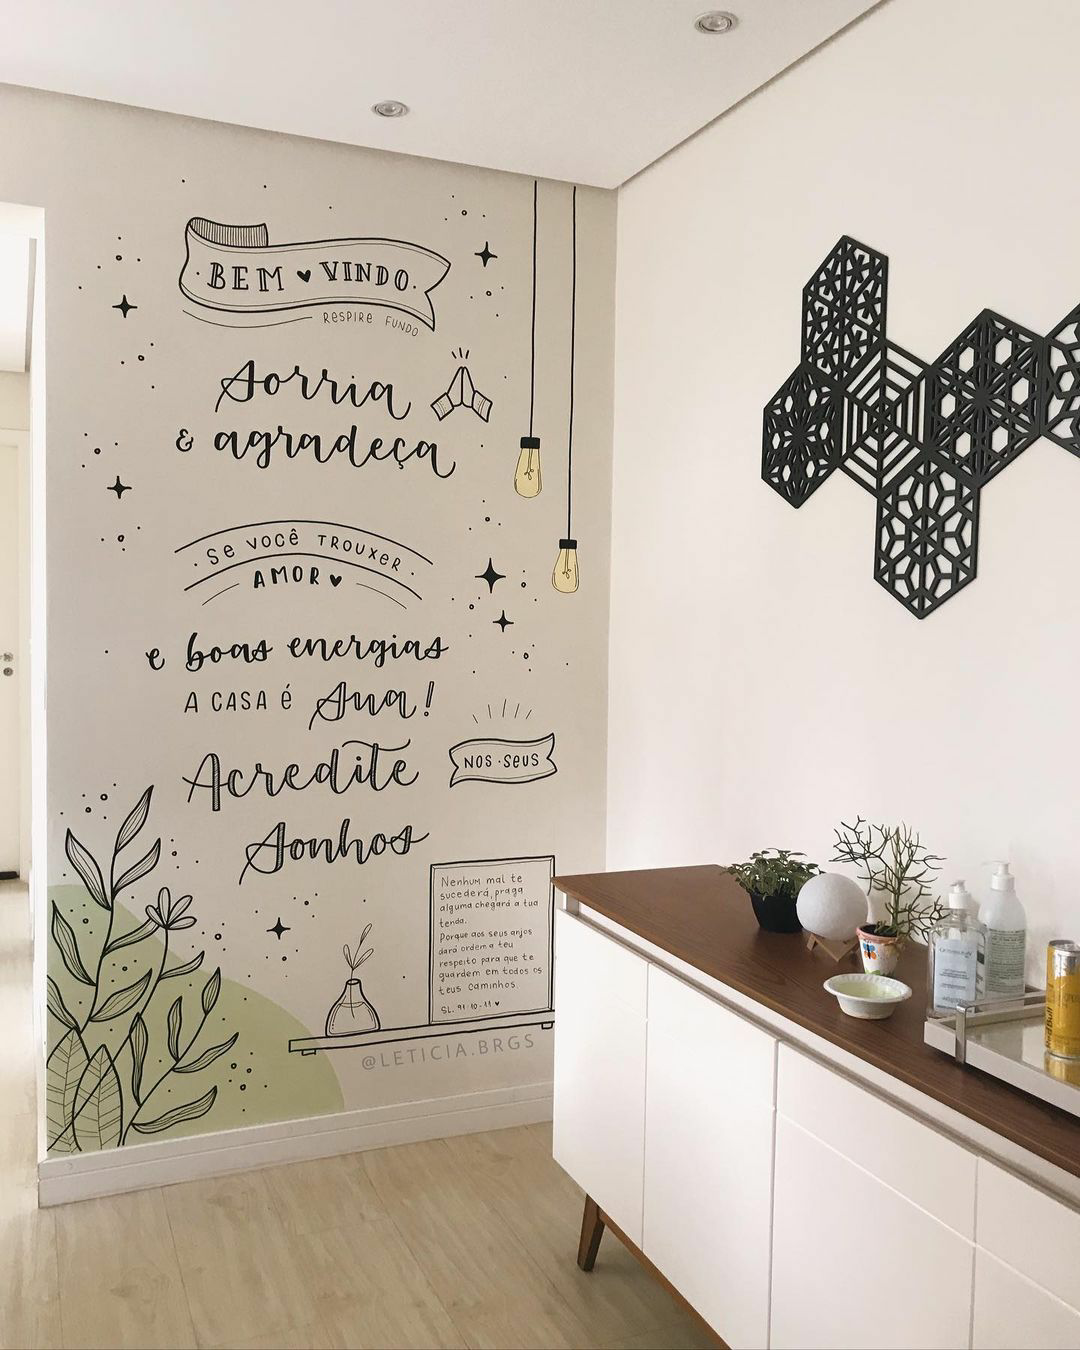 BEM ♥ VINDO
RESPIRE FUNDO
Sorria
& agradeça
Se VOCÊ TROUXER
AMOR ♥
e boas energias
A CASA é Sua!
Acredite
NOS·SEUS
Sonhos
Nenhum mal te
sucederá, praga
alguma chegará a tua
tenda.
Porque aos seus anjos
dará ordem a teu
respeito para que te
guardem em todos os
teus caminhos
SL. 91·10-11 ♥
@LETICIA.BRGS